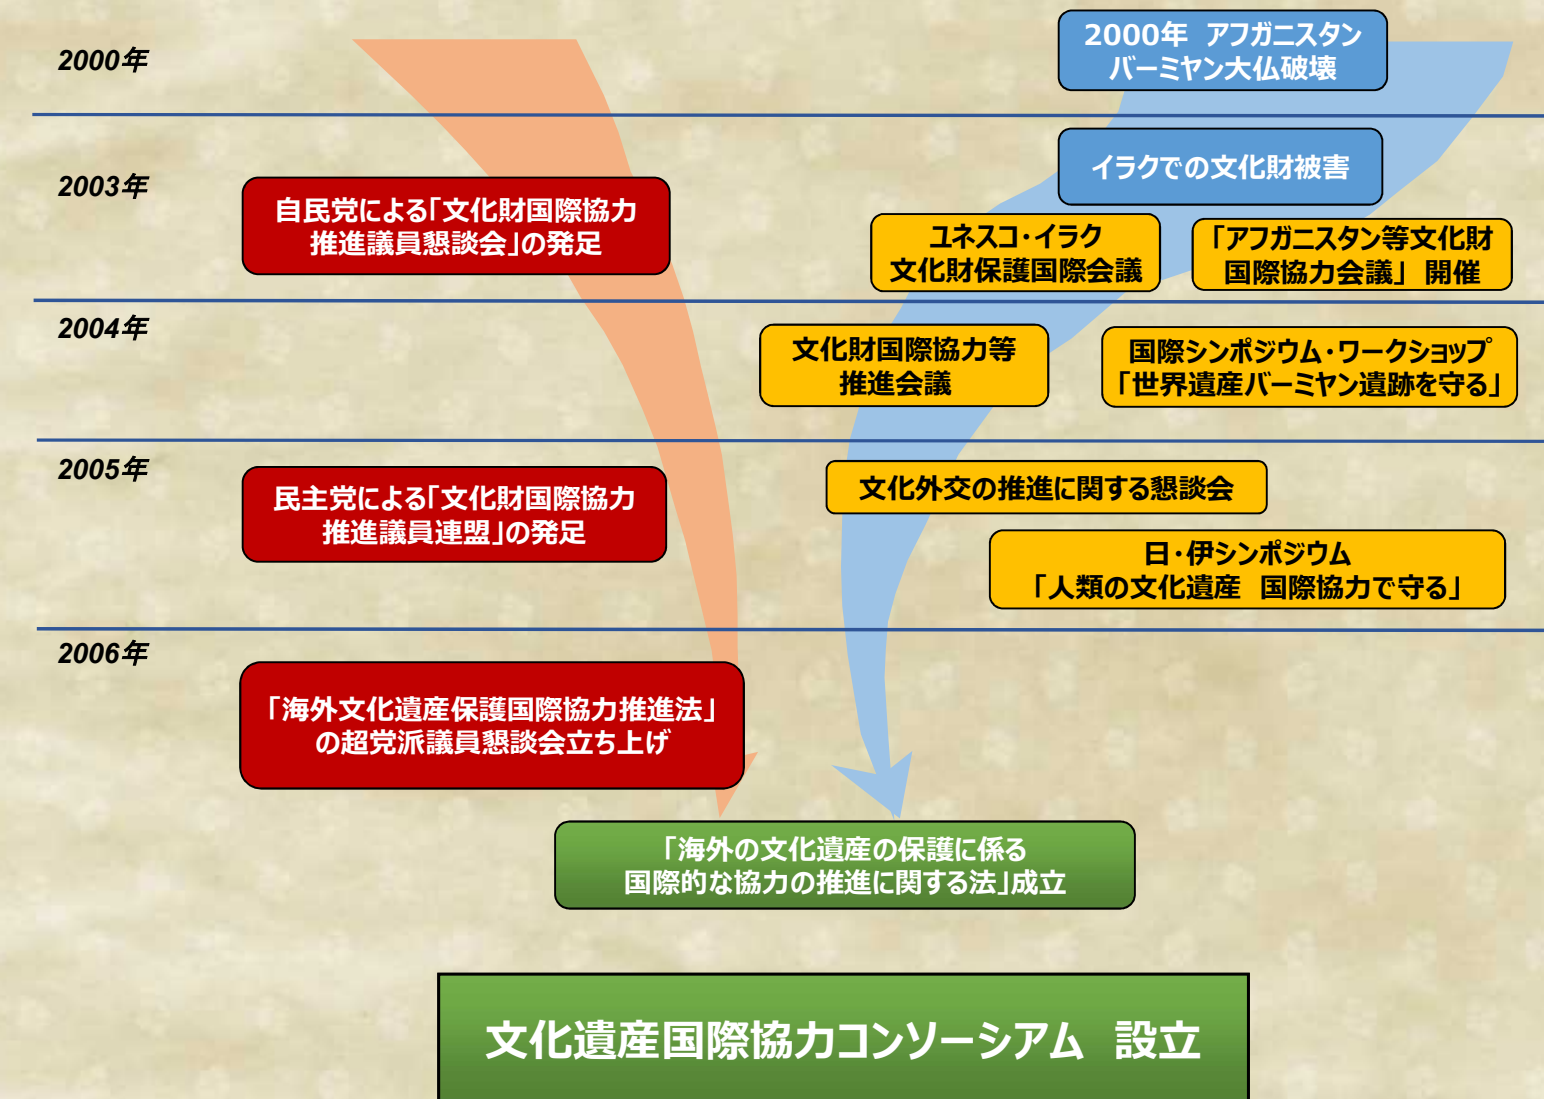 2000年
2000年 アフガニスタン
バーミヤン大仏破壊
2003年
イラクでの文化財被害
自民党による「文化財国際協力
推進議員懇談会」の発足
ユネスコ・イラク
文化財保護国際会議
「アフガニスタン等文化財
国際協力会議」 開催
2004年
文化財国際協力等
推進会議
国際シンポジウム・ワークショップ
「世界遺産バーミヤン遺跡を守る」
2005年
民主党による「文化財国際協力
推進議員連盟」の発足
文化外交の推進に関する懇談会
日・伊シンポジウム
「人類の文化遺産 国際協力で守る」
2006年
「海外文化遺産保護国際協力推進法」
の超党派議員懇談会立ち上げ
「海外の文化遺産の保護に係る
国際的な協力の推進に関する法」成立
文化遺産国際協力コンソーシアム 設立